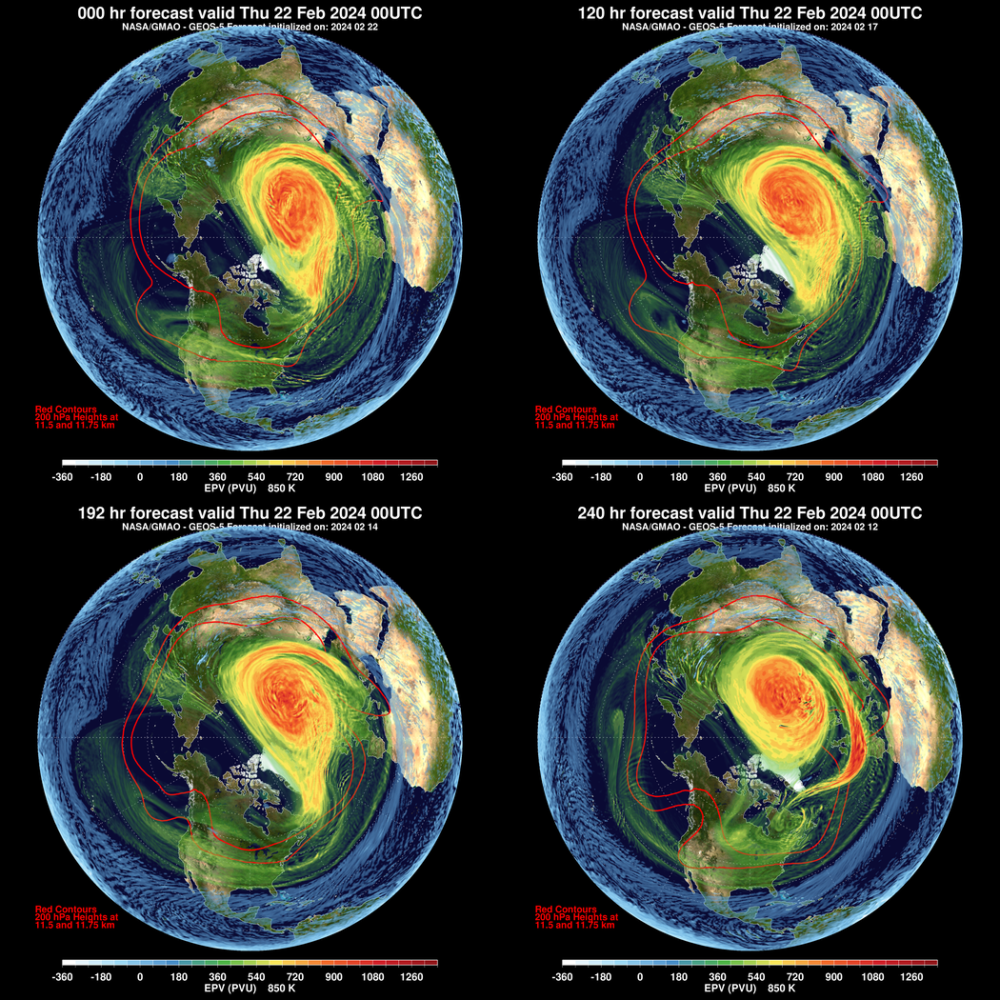 000 hr forecast valid Thu 22 Feb 2024 00UTC
NASA/GMAO - GEOS-5 Forecast initialized on: 2024 02 22
Red Contours
200 hPa Heights at
11.5 and 11.75 km
-360 -180 0 180 360 540 720 900 1080 1260
EPV (PVU) 850 K
120 hr forecast valid Thu 22 Feb 2024 00UTC
NASA/GMAO - GEOS-5 Forecast initialized on: 2024 02 17
Red Contours
200 hPa Heights at
11.5 and 11.75 km
-360 -180 0 180 360 540 720 900 1080 1260
EPV (PVU) 850 K
192 hr forecast valid Thu 22 Feb 2024 00UTC
NASA/GMAO - GEOS-5 Forecast initialized on: 2024 02 14
Red Contours
200 hPa Heights at
11.5 and 11.75 km
-360 -180 0 180 360 540 720 900 1080 1260
EPV (PVU) 850 K
240 hr forecast valid Thu 22 Feb 2024 00UTC
NASA/GMAO - GEOS-5 Forecast initialized on: 2024 02 12
Red Contours
200 hPa Heights at
11.5 and 11.75 km
-360 -180 0 180 360 540 720 900 1080 1260
EPV (PVU) 850 K